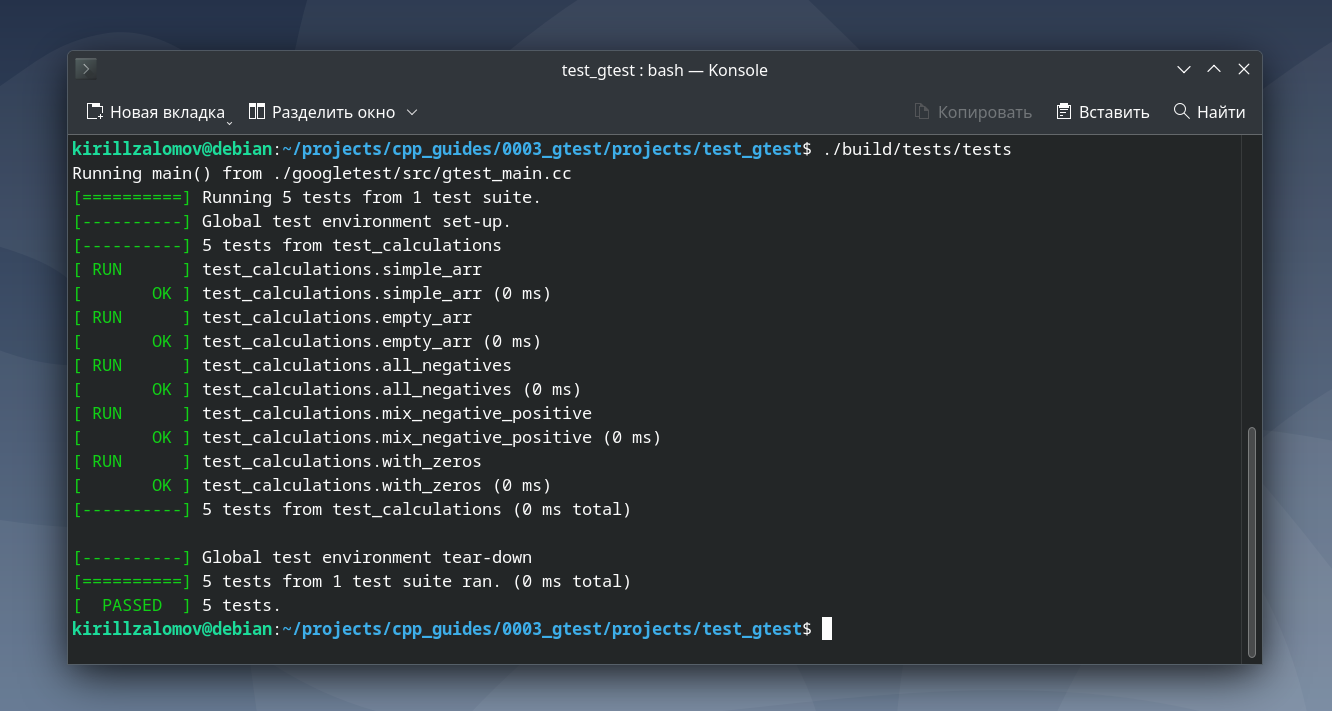 test_gtest : bash — Konsole
Новая вкладка Разделить окно Копировать Вставить Найти
kirillzalomov@debian:~/projects/cpp_guides/0003_gtest/projects/test_gtest$ ./build/tests/tests
Running main() from ./googletest/src/gtest_main.cc
[==========] Running 5 tests from 1 test suite.
[----------] Global test environment set-up.
[----------] 5 tests from test_calculations
[ RUN      ] test_calculations.simple_arr
[       OK ] test_calculations.simple_arr (0 ms)
[ RUN      ] test_calculations.empty_arr
[       OK ] test_calculations.empty_arr (0 ms)
[ RUN      ] test_calculations.all_negatives
[       OK ] test_calculations.all_negatives (0 ms)
[ RUN      ] test_calculations.mix_negative_positive
[       OK ] test_calculations.mix_negative_positive (0 ms)
[ RUN      ] test_calculations.with_zeros
[       OK ] test_calculations.with_zeros (0 ms)
[----------] 5 tests from test_calculations (0 ms total)
[----------] Global test environment tear-down
[==========] 5 tests from 1 test suite ran. (0 ms total)
[  PASSED  ] 5 tests.
kirillzalomov@debian:~/projects/cpp_guides/0003_gtest/projects/test_gtest$